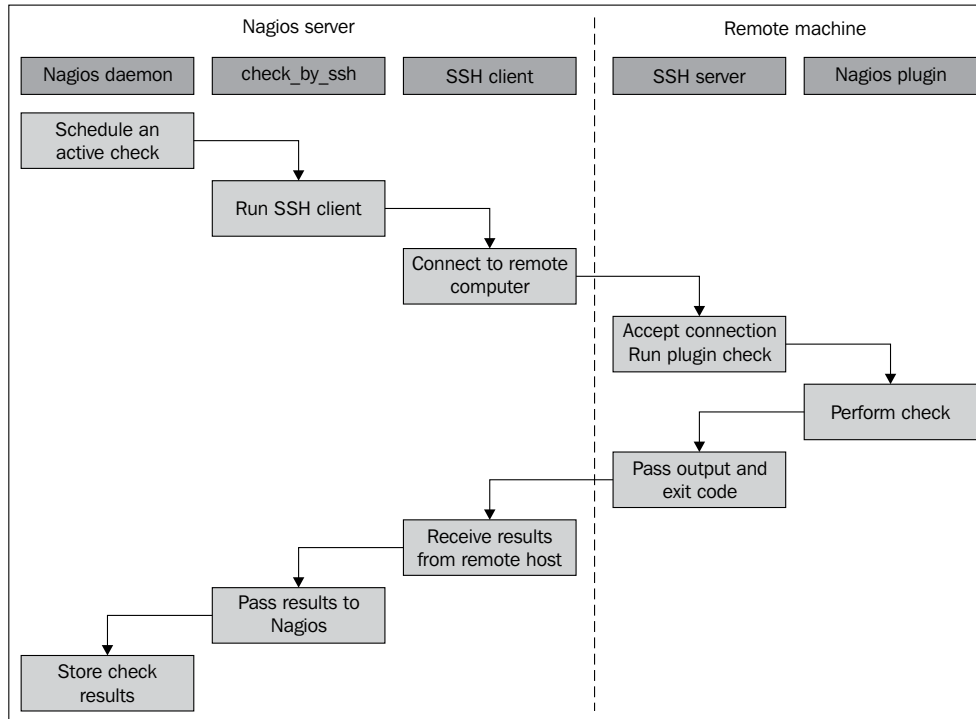 Nagios server
Remote machine
Nagios daemon
check_by_ssh
SSH client
SSH server
Nagios plugin
Schedule an
active check
Run SSH client
Connect to remote
computer
Accept connection
Run plugin check
Perform check
Pass output and
exit code
Receive results
from remote host
Pass results to
Nagios
Store check
results